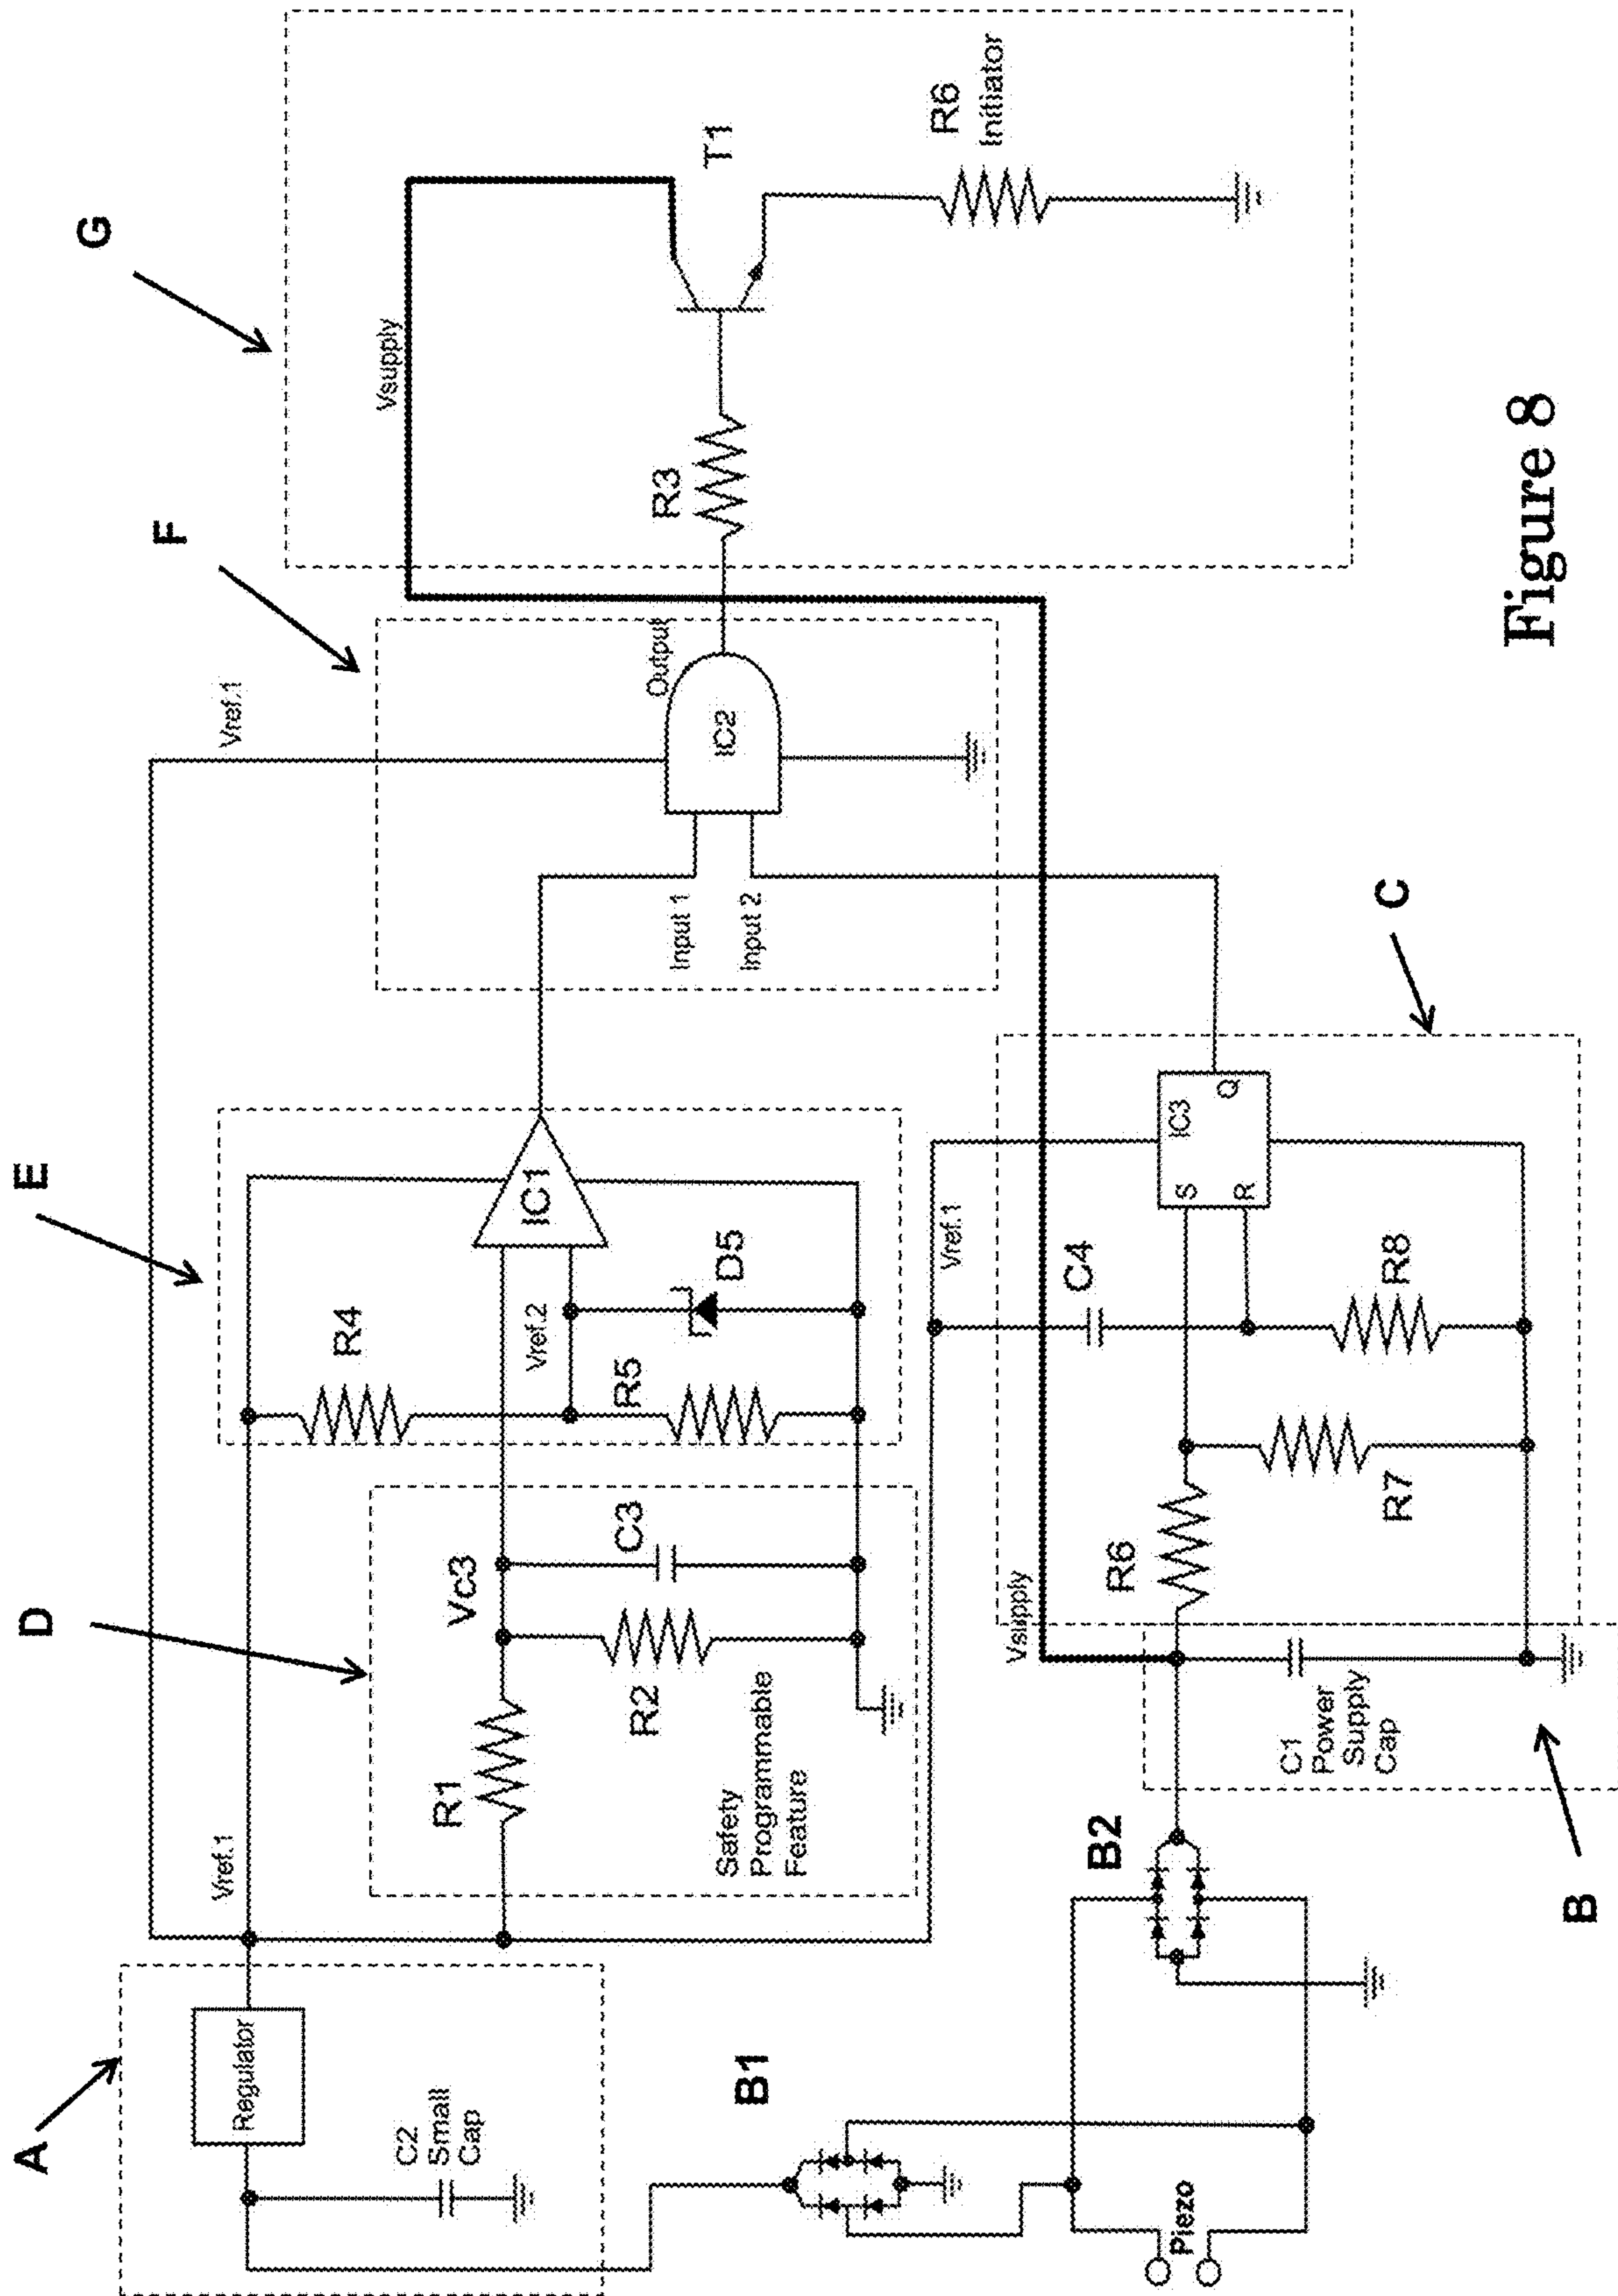 A
Regulator
C2
Small
Cap
Vref.1
D
R1
Vc3
R2
C3
Safety
Programmable
Feature
E
R4
Vref.2
R5
D5
IC1
F
Vref.1
Input 1
Input 2
IC2
Output
G
Vsupply
R3
T1
R6
Initiator
B1
Piezo
B2
B
C1
Power
Supply
Cap
Vsupply
C
Vref.1
R6
R7
C4
R8
S
R
IC3
Q
Figure 8